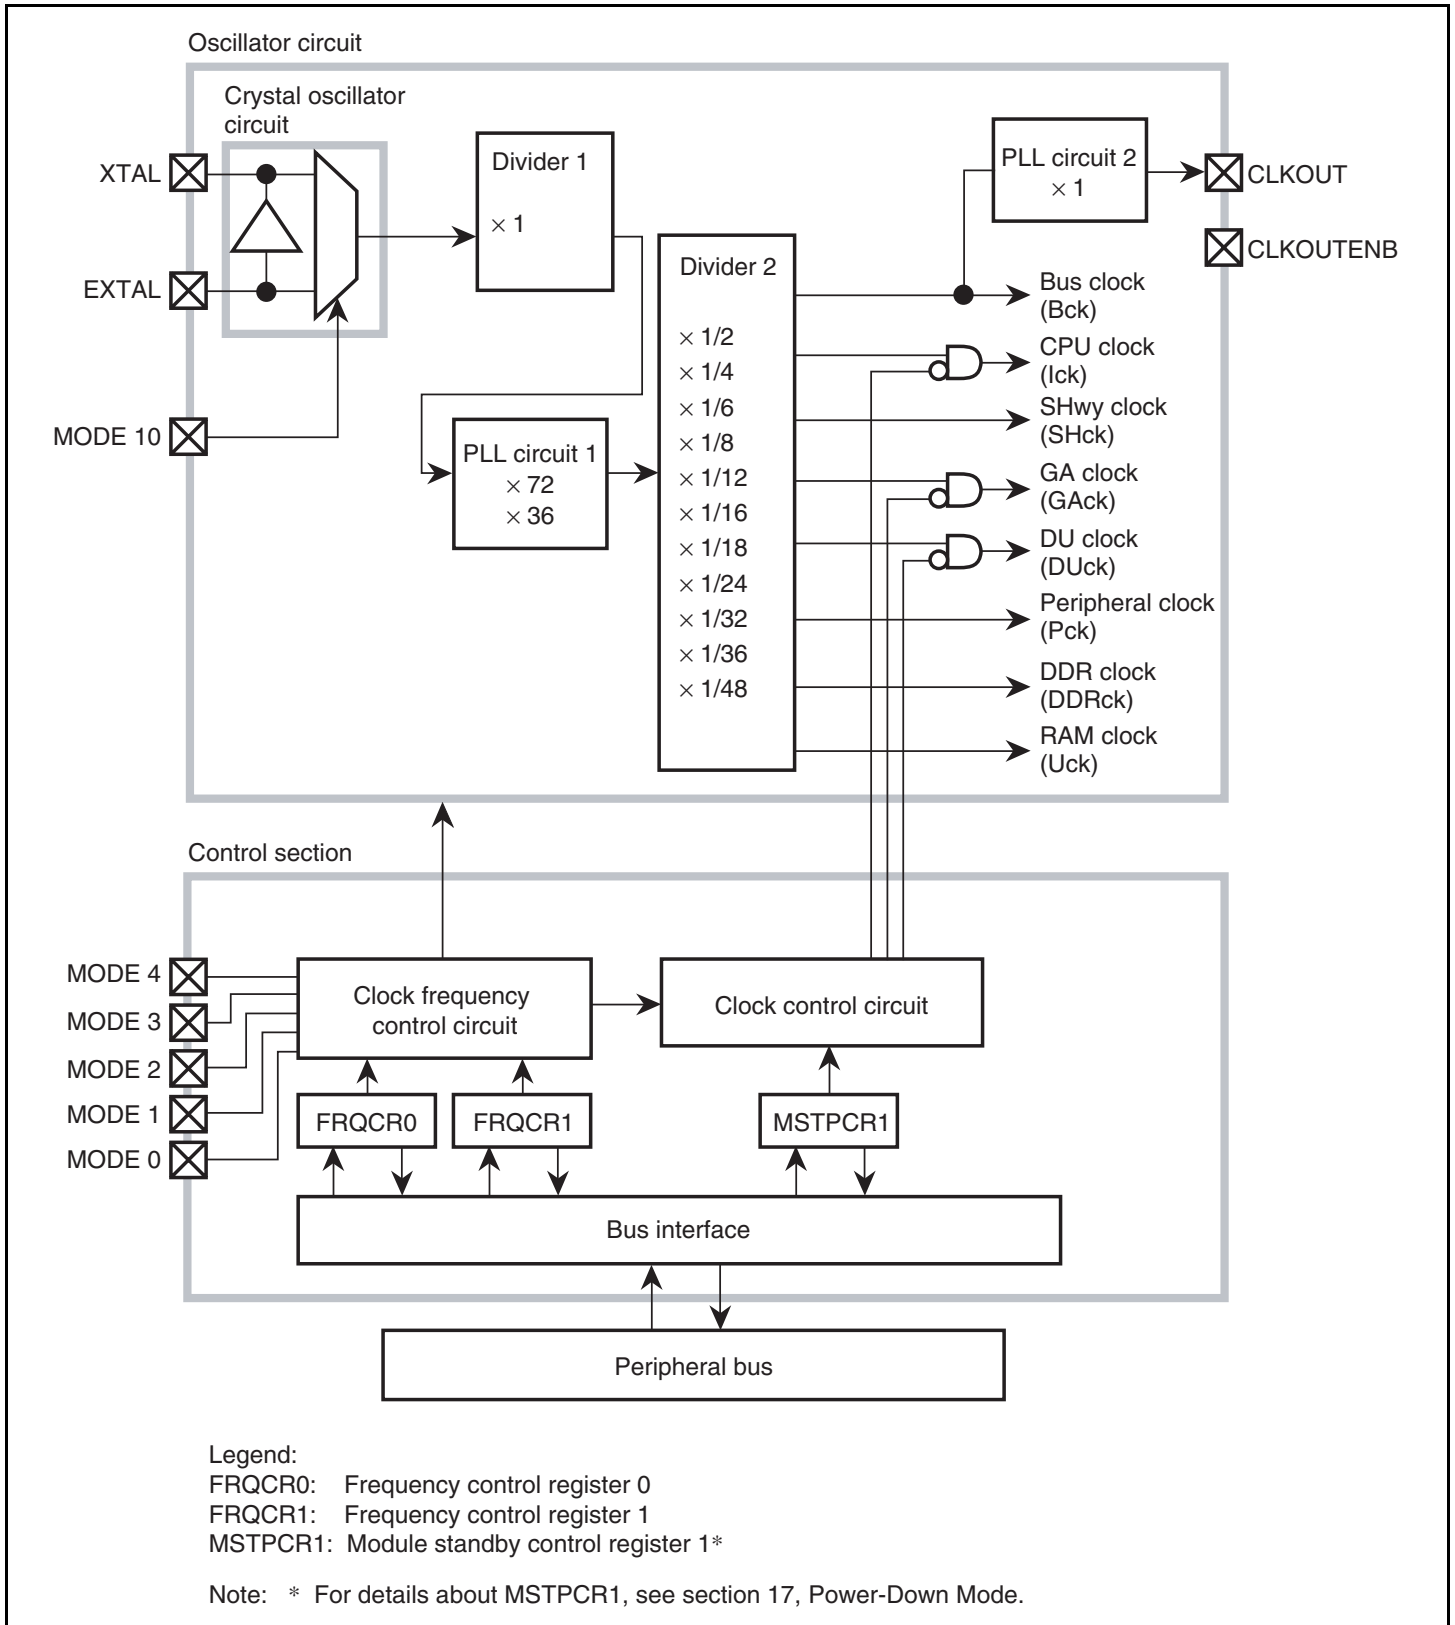 Oscillator circuit
Crystal oscillator
circuit
XTAL
EXTAL
MODE 10
Divider 1
× 1
PLL circuit 1
× 72
× 36
Divider 2
× 1/2
× 1/4
× 1/6
× 1/8
× 1/12
× 1/16
× 1/18
× 1/24
× 1/32
× 1/36
× 1/48
PLL circuit 2
× 1
CLKOUT
CLKOUTENB
Bus clock
(Bck)
CPU clock
(Ick)
SHwy clock
(SHck)
GA clock
(GAck)
DU clock
(DUck)
Peripheral clock
(Pck)
DDR clock
(DDRck)
RAM clock
(Uck)
Control section
MODE 4
MODE 3
MODE 2
MODE 1
MODE 0
Clock frequency
control circuit
Clock control circuit
FRQCR0
FRQCR1
MSTPCR1
Bus interface
Peripheral bus
Legend:
FRQCR0: Frequency control register 0
FRQCR1: Frequency control register 1
MSTPCR1: Module standby control register 1*
Note: * For details about MSTPCR1, see section 17, Power-Down Mode.